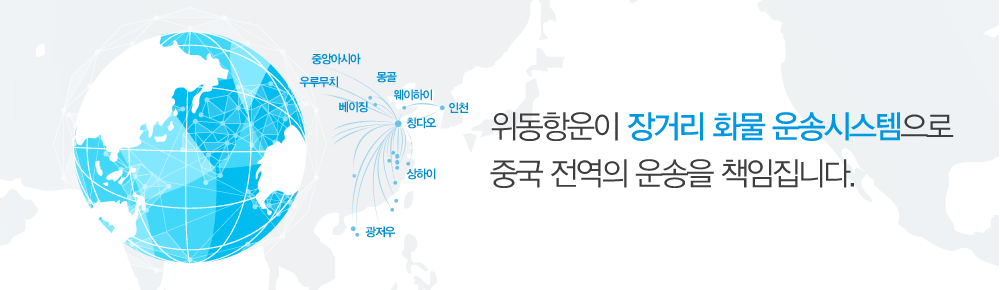 중앙아시아
우루무치
몽골
베이징
웨이하이
인천
칭다오
상하이
광저우
위동항운이 장거리 화물 운송시스템으로
중국 전역의 운송을 책임집니다.